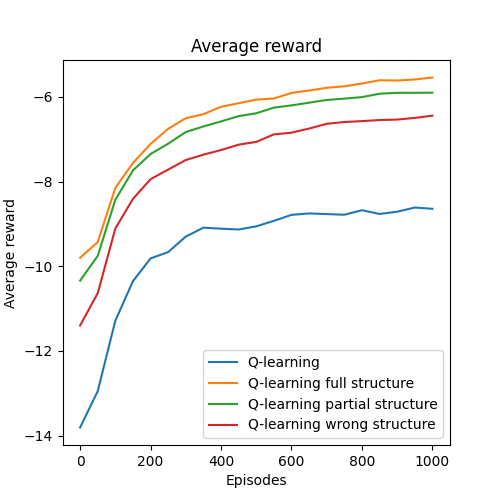 Average reward
Average reward
−6
−8
−10
−12
−14
0
200
400
600
800
1000
Episodes
Q-learning
Q-learning full structure
Q-learning partial structure
Q-learning wrong structure